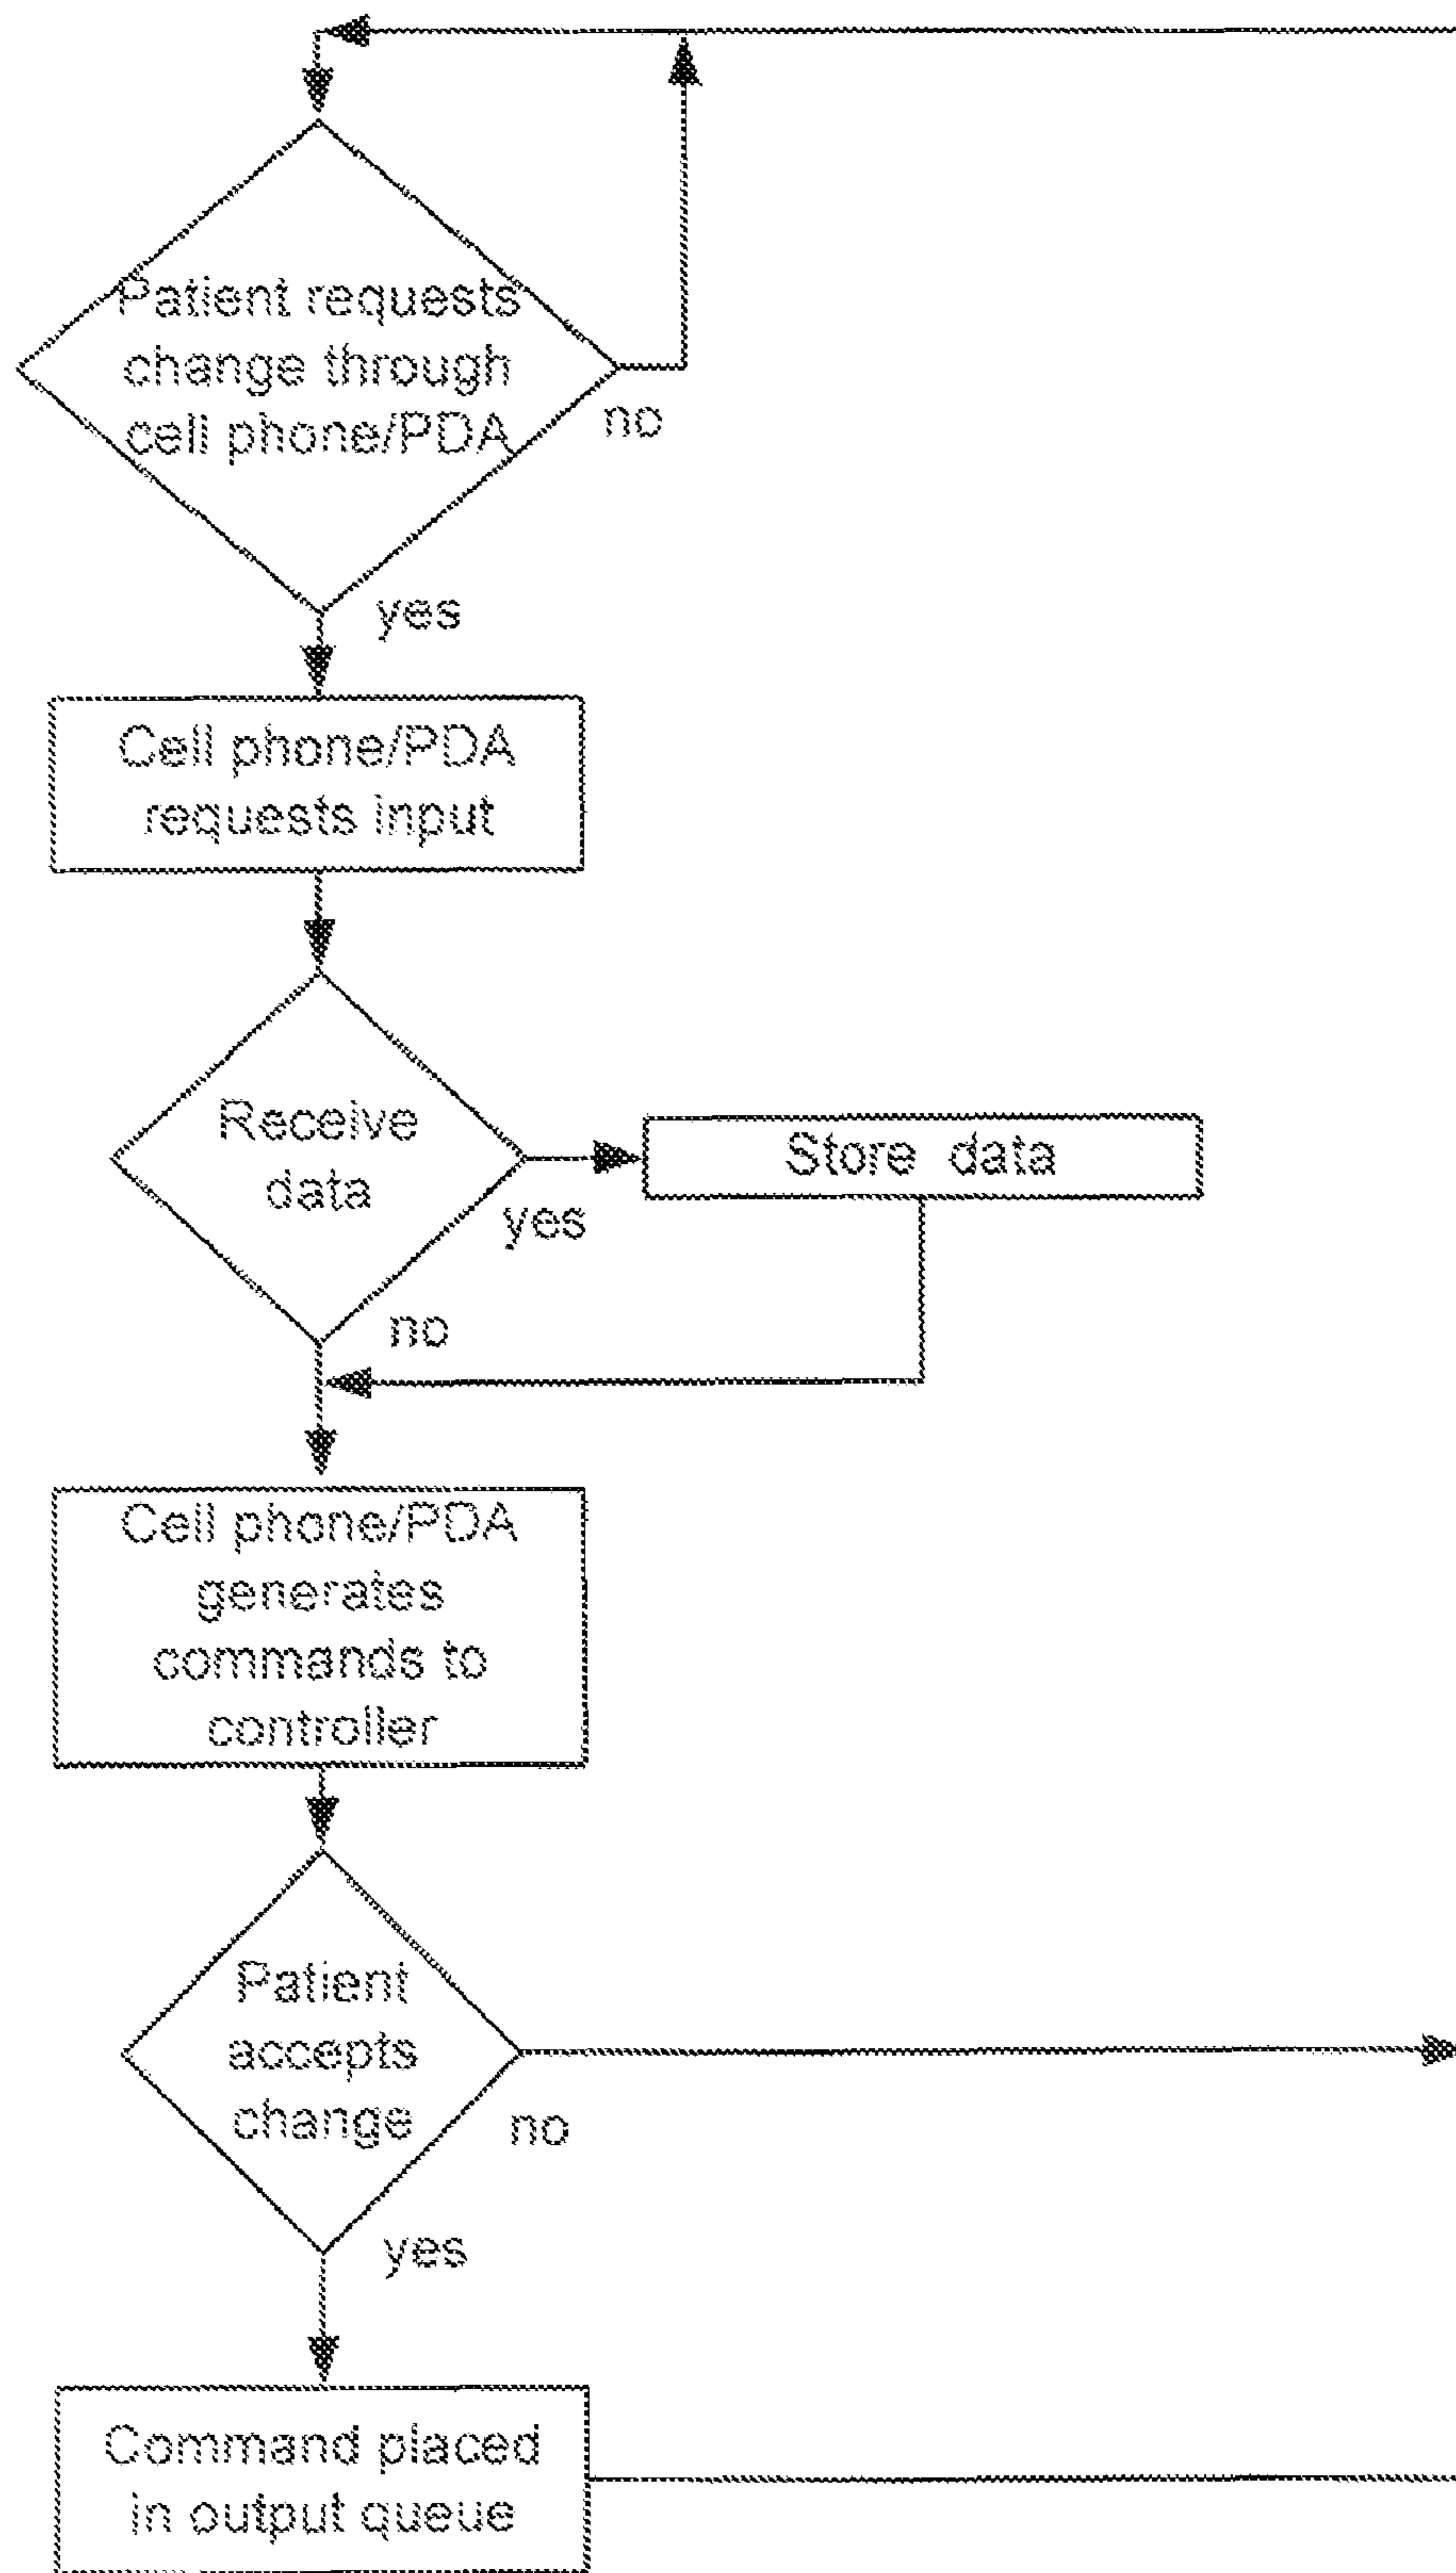 Patient requests
change through
cell phone/PDA
no
yes
Cell phone/PDA
requests input
Receive
data
Store data
yes
no
Cell phone/PDA
generates
commands to
controller
Patient
accepts
change
no
yes
Command placed
in output queue